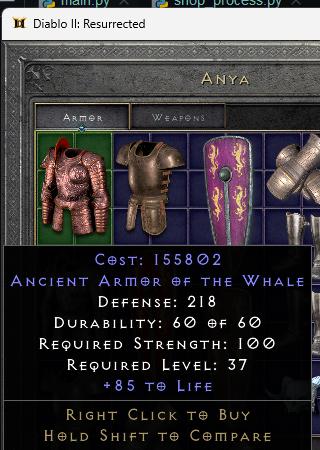 main.py
shop_process.py
Diablo II: Resurrected
Anya
Armor
Weapons
Cost: 155802
Ancient Armor of the Whale
Defense: 218
Durability: 60 of 60
Required Strength: 100
Required Level: 37
+85 to Life
Right Click to Buy
Hold Shift to Compare